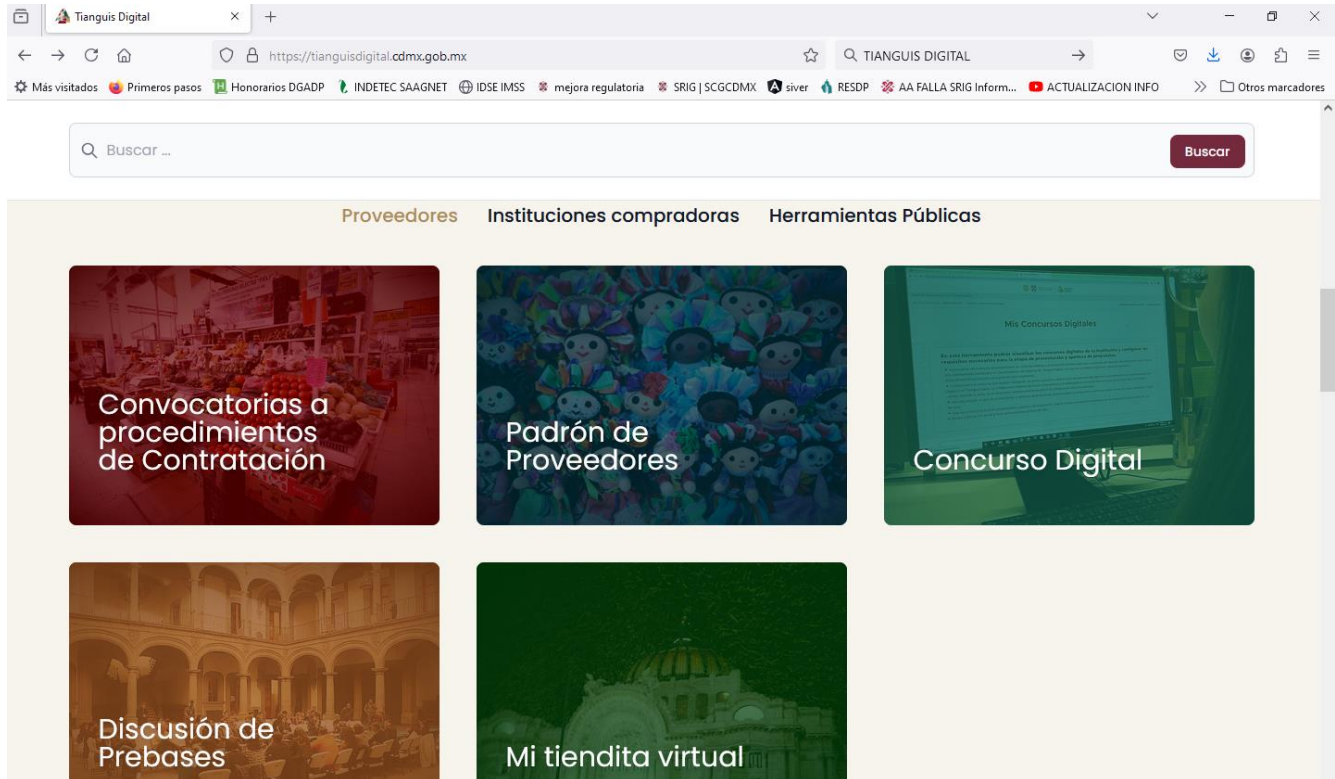 Tianguis Digital
https://tianguisdigital.cdmx.gob.mx
TIANGUIS DIGITAL
Más visitados Primeros pasos Honorarios DGADP INDETEC SAAGNET IDSE IMSS mejora regulatoria SRIG | SCGCDMX siver RESDP AA FALLA SRIG Inform... ACTUALIZACION INFO Otros marcadores
Buscar ...
Buscar
Proveedores Instituciones compradoras Herramientas Públicas
Convocatorias a
procedimientos
de Contratación
Padrón de
Proveedores
Mis Concursos Digitales
Concurso Digital
Discusión de
Prebases
Mi tiendita virtual